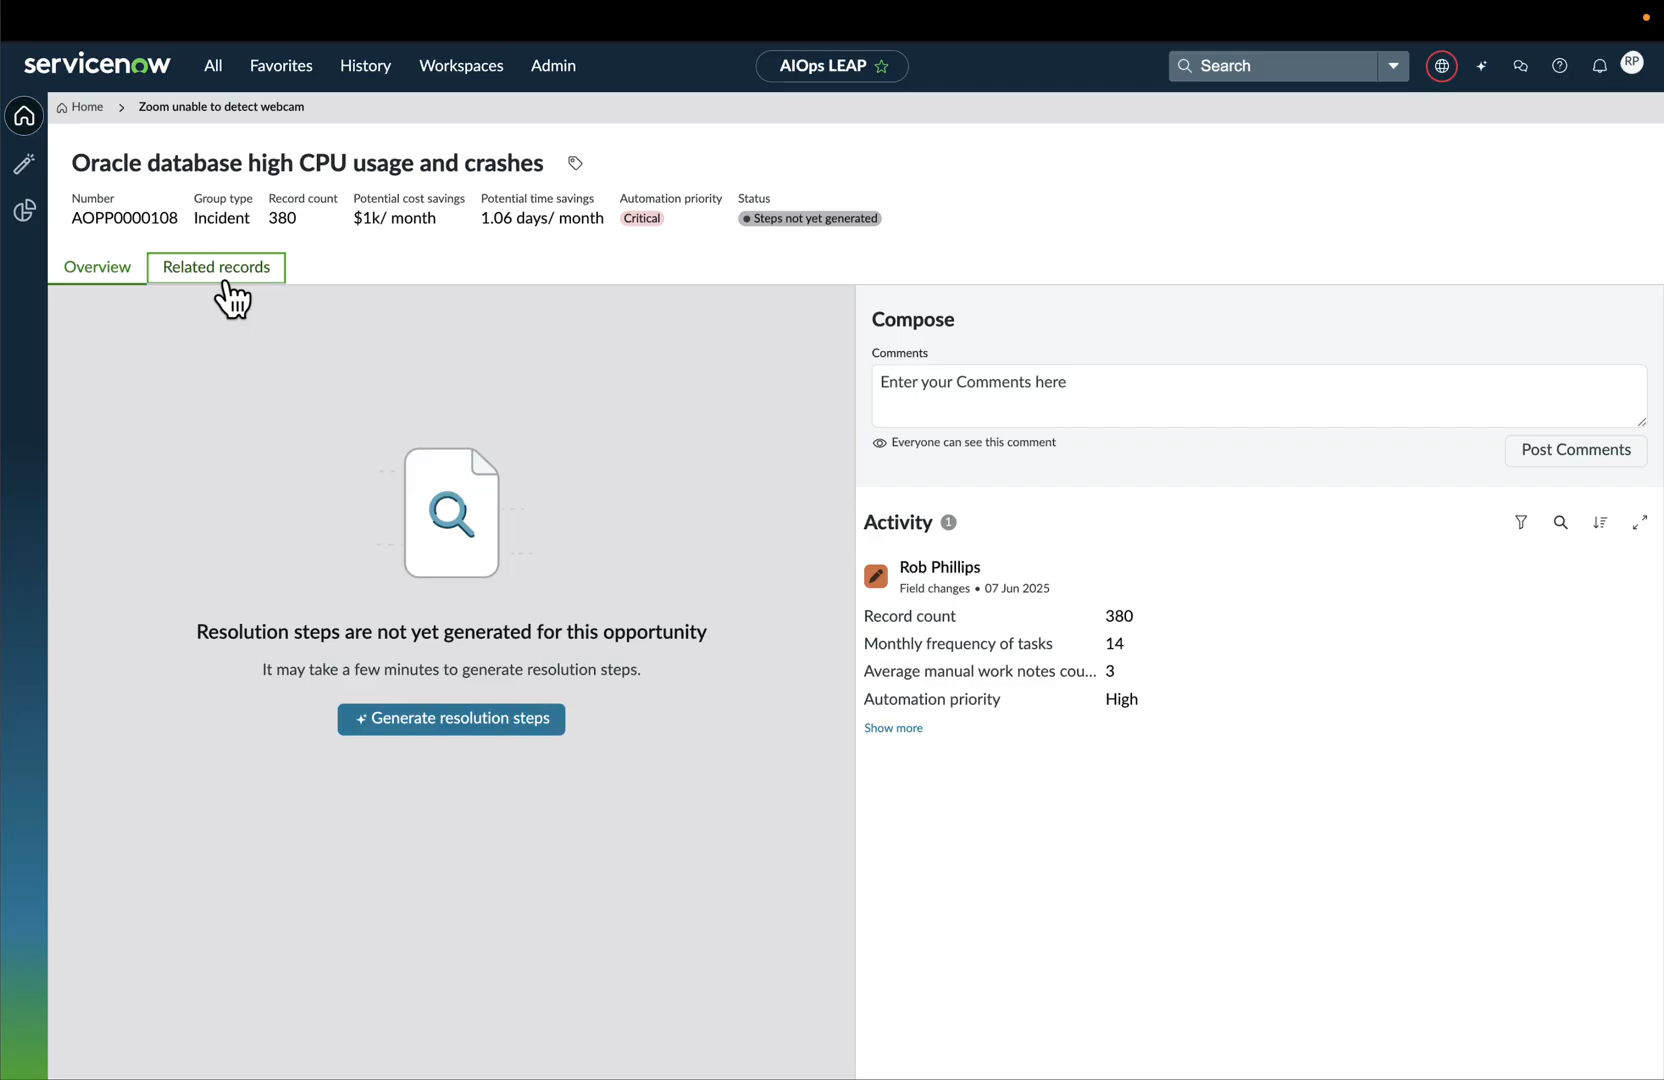 servicenow
All
Favorites
History
Workspaces
Admin
AIOps LEAP
Search
RP
Home
Zoom unable to detect webcam
Oracle database high CPU usage and crashes
Number
Group type
Record count
Potential cost savings
Potential time savings
Automation priority
Status
AOPP0000108
Incident
380
$1k/ month
1.06 days/ month
Critical
Steps not yet generated
Overview
Related records
Resolution steps are not yet generated for this opportunity
It may take a few minutes to generate resolution steps.
Generate resolution steps
Compose
Comments
Enter your Comments here
Everyone can see this comment
Post Comments
Activity 1
Rob Phillips
Field changes • 07 Jun 2025
Record count 380
Monthly frequency of tasks 14
Average manual work notes cou... 3
Automation priority High
Show more